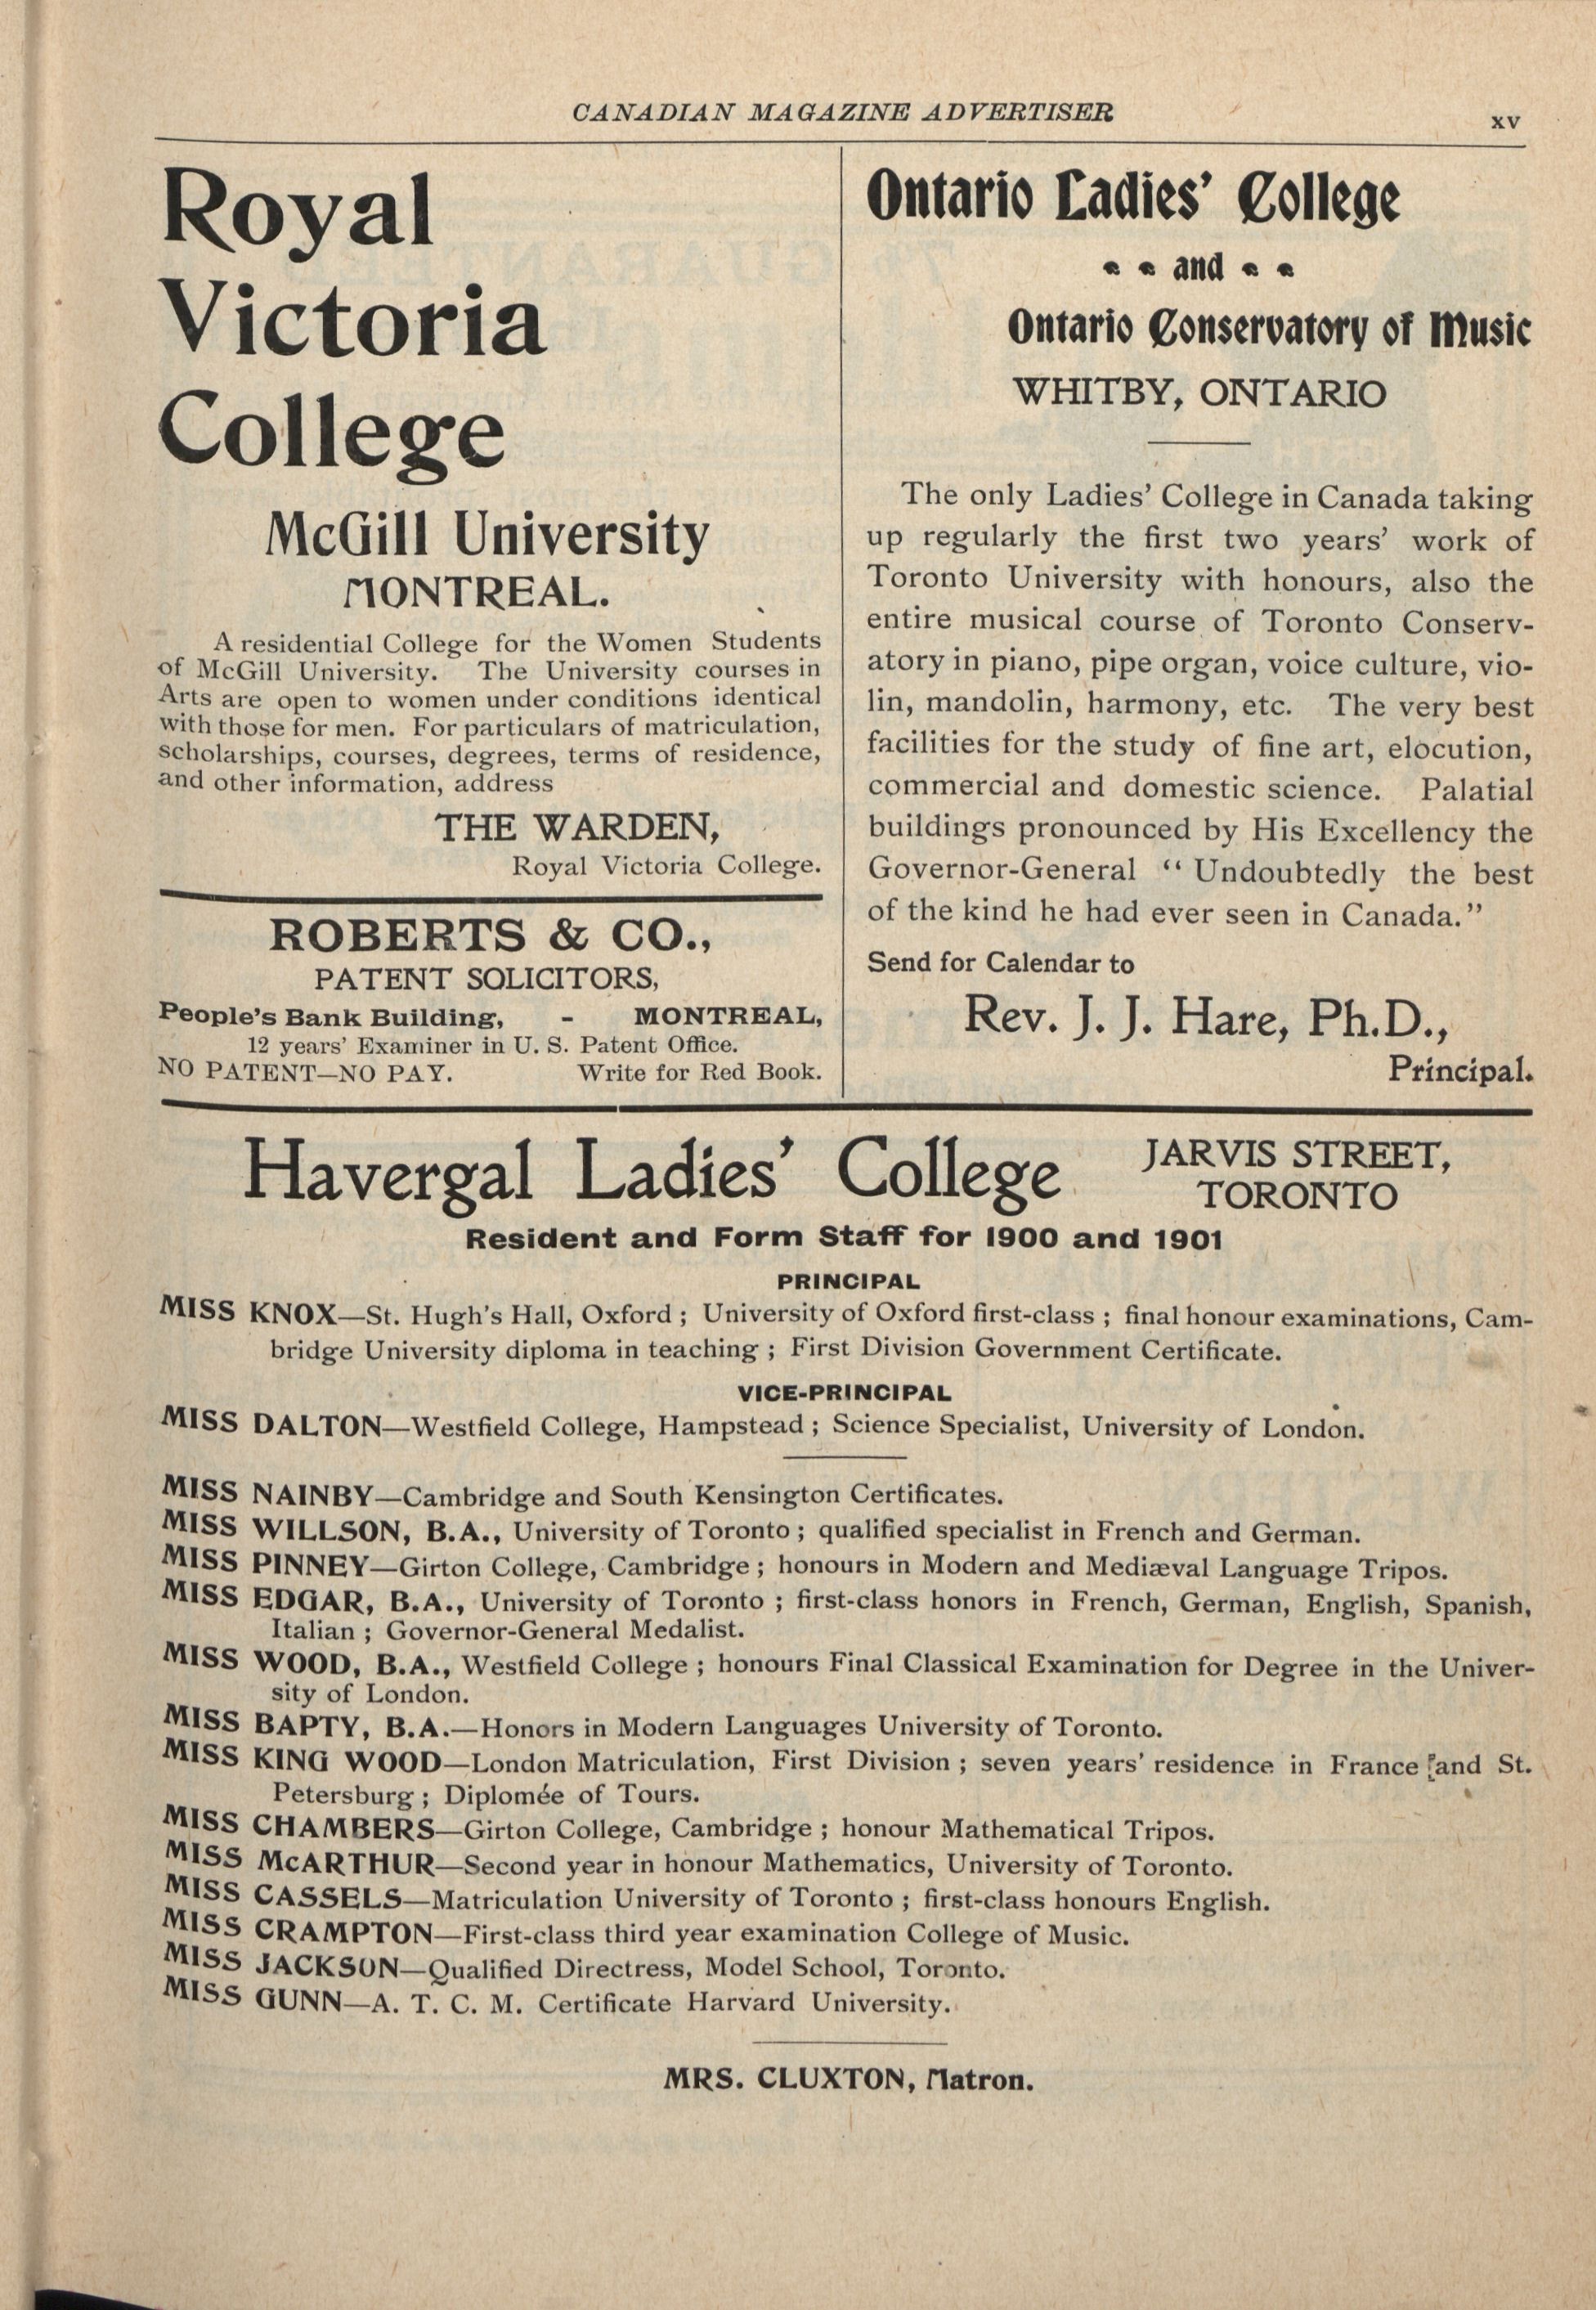 CANADIAN MAGAZINE ADVERTISER
xv
Royal
Victoria
College
McGill University
MONTREAL.
A residential College for the Women Students
of McGill University. The University courses in
Arts are open to women under conditions identical
with those for men. For particulars of matriculation,
scholarships, courses, degrees, terms of residence,
and other information, address
THE WARDEN,
Royal Victoria College.
ROBERTS & CO.,
PATENT SOLICITORS,
People's Bank Building, - MONTREAL,
12 years' Examiner in U. S. Patent Office.
NO PATENT—NO PAY. Write for Red Book.
Ontario Ladies' College
and
Ontario Conservatory of Music
WHITBY, ONTARIO
The only Ladies' College in Canada taking
up regularly the first two years' work of
Toronto University with honours, also the
entire musical course of Toronto Conserv-
atory in piano, pipe organ, voice culture, vio-
lin, mandolin, harmony, etc. The very best
facilities for the study of fine art, elocution,
commercial and domestic science. Palatial
buildings pronounced by His Excellency the
Governor-General "Undoubtedly the best
of the kind he had ever seen in Canada."
Send for Calendar to
Rev. J. J. Hare, Ph.D.,
Principal.
Havergal Ladies' College
JARVIS STREET,
TORONTO
Resident and Form Staff for 1900 and 1901
PRINCIPAL
MISS KNOX—St. Hugh's Hall, Oxford ; University of Oxford first-class ; final honour examinations, Cam-
bridge University diploma in teaching ; First Division Government Certificate.
VICE-PRINCIPAL
MISS DALTON—Westfield College, Hampstead ; Science Specialist, University of London.
MISS NAINBY—Cambridge and South Kensington Certificates.
MISS WILLSON, B.A., University of Toronto ; qualified specialist in French and German.
MISS PINNEY—Girton College, Cambridge ; honours in Modern and Mediæval Language Tripos.
MISS EDGAR, B.A., University of Toronto ; first-class honors in French, German, English, Spanish,
Italian ; Governor-General Medalist.
MISS WOOD, B.A., Westfield College ; honours Final Classical Examination for Degree in the Univer-
sity of London.
MISS BAPTY, B.A.—Honors in Modern Languages University of Toronto.
MISS KING WOOD—London Matriculation, First Division ; seven years' residence in France [and St.
Petersburg ; Diplomée of Tours.
MISS CHAMBERS—Girton College, Cambridge ; honour Mathematical Tripos.
MISS McARTHUR—Second year in honour Mathematics, University of Toronto.
MISS CASSELS—Matriculation University of Toronto ; first-class honours English.
MISS CRAMPTON—First-class third year examination College of Music.
MISS JACKSON—Qualified Directress, Model School, Toronto.
MISS GUNN—A. T. C. M. Certificate Harvard University.
MRS. CLUXTON, Matron.